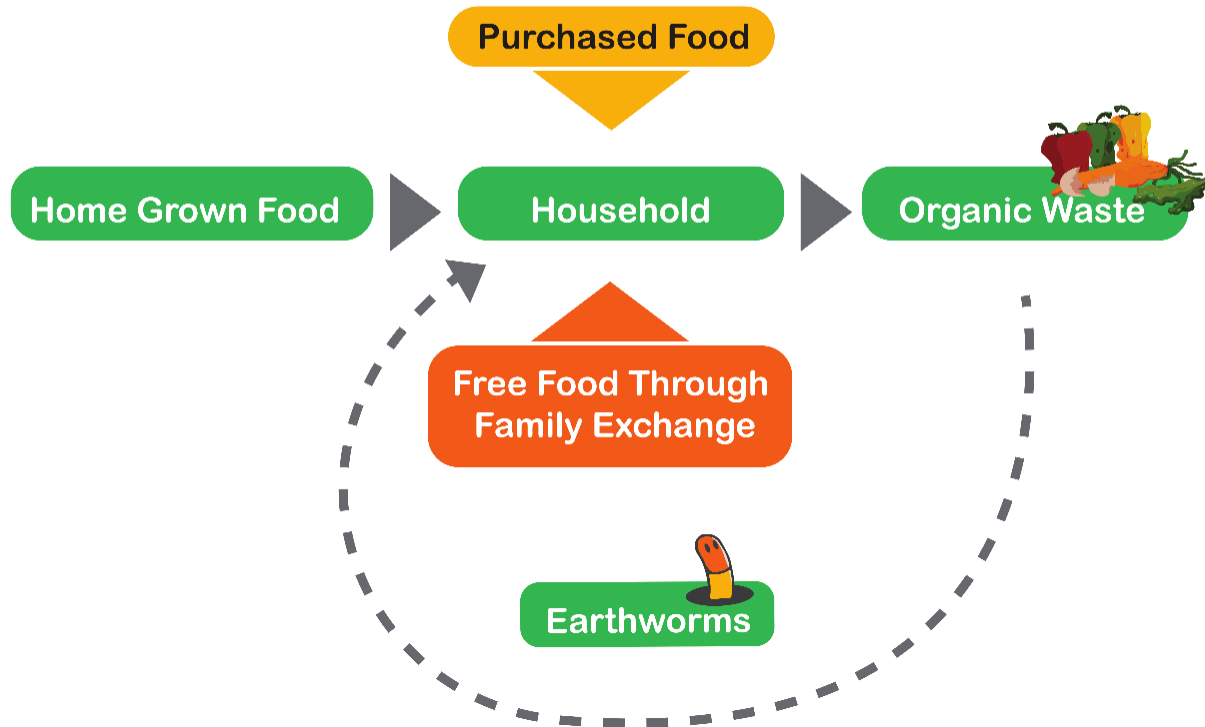 Purchased Food
Home Grown Food
Household
Organic Waste
Free Food Through
Family Exchange
Earthworms